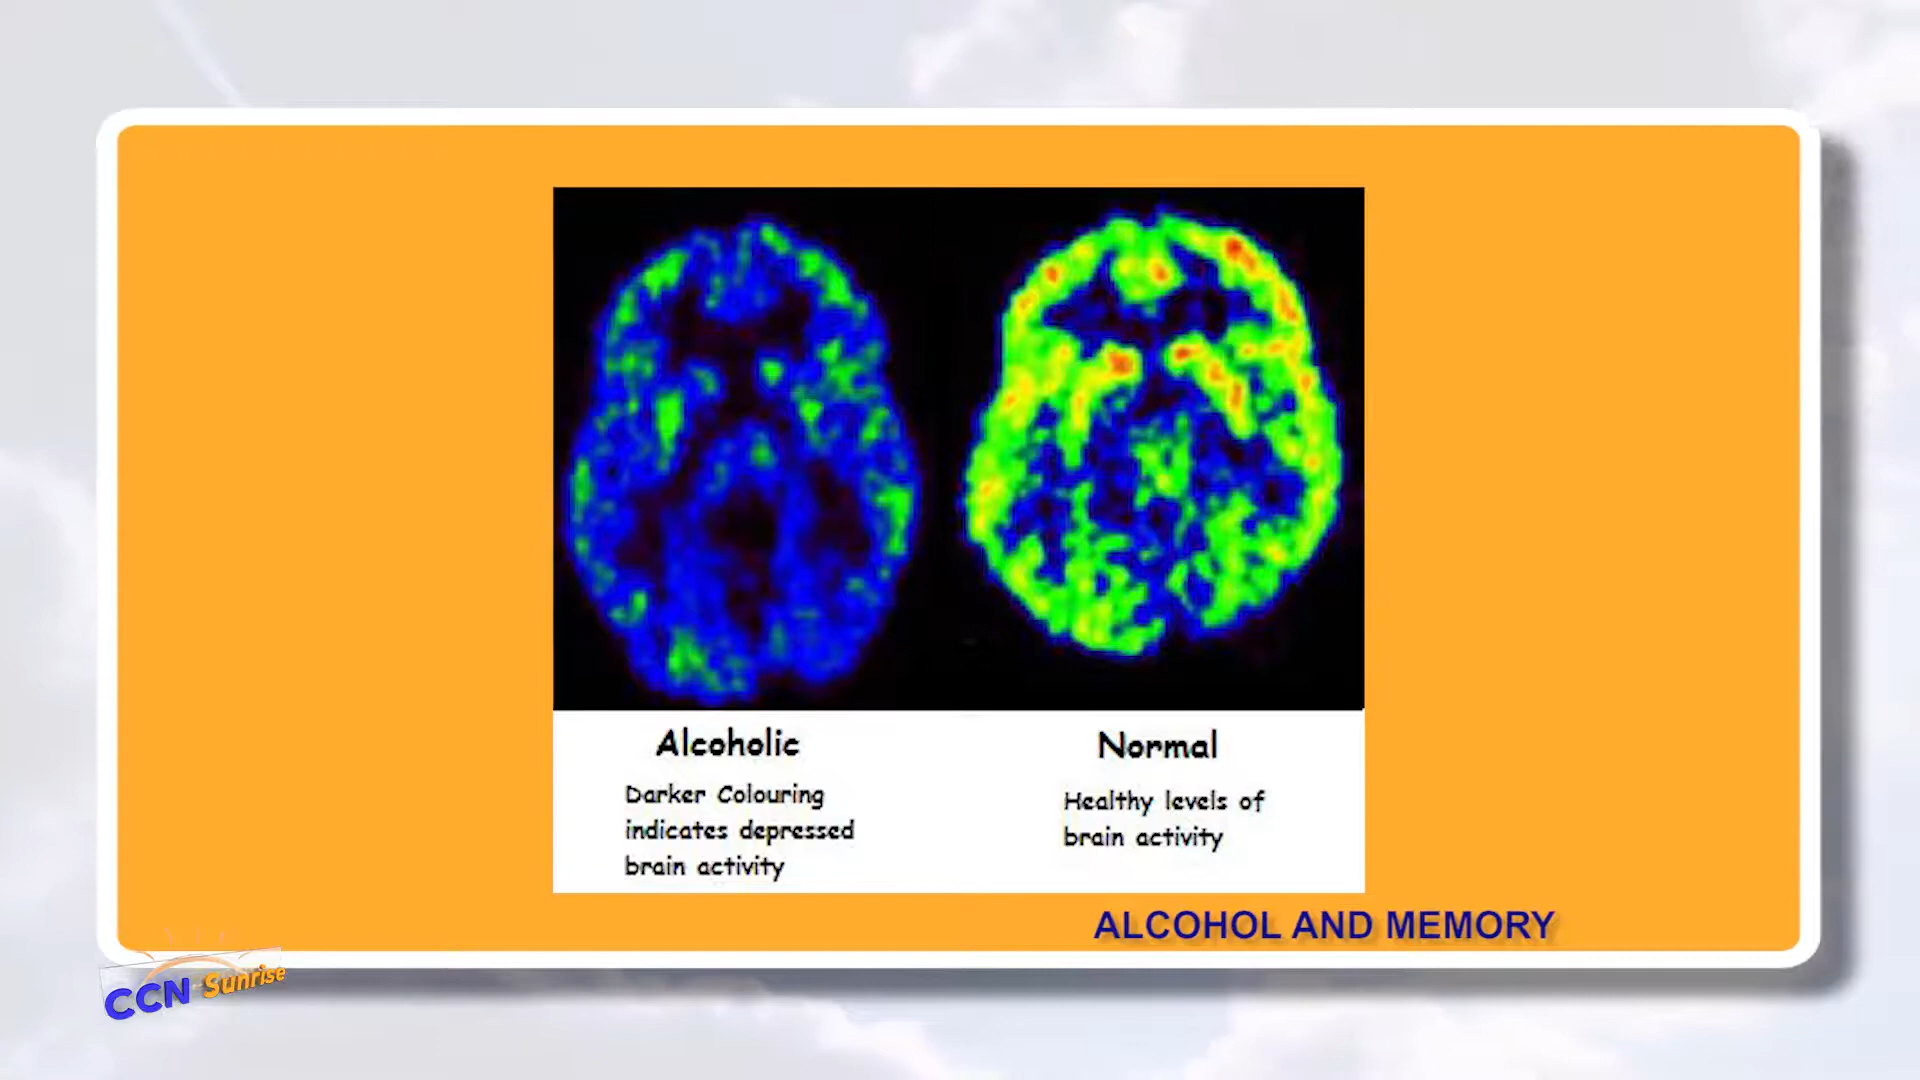 Alcoholic
Darker Colouring
indicates depressed
brain activity
Normal
Healthy levels of
brain activity
ALCOHOL AND MEMORY
CCN Sunrise